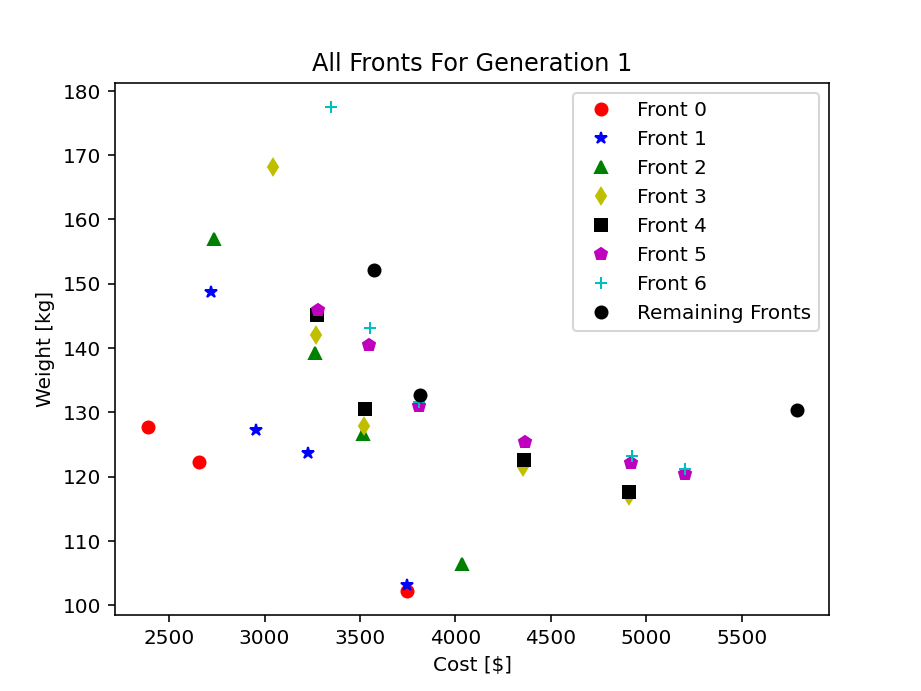 All Fronts For Generation 1
180
170
160
150
140
130
120
110
100
Weight [kg]
2500 3000 3500 4000 4500 5000 5500
Cost [$]
Front 0
Front 1
Front 2
Front 3
Front 4
Front 5
Front 6
Remaining Fronts